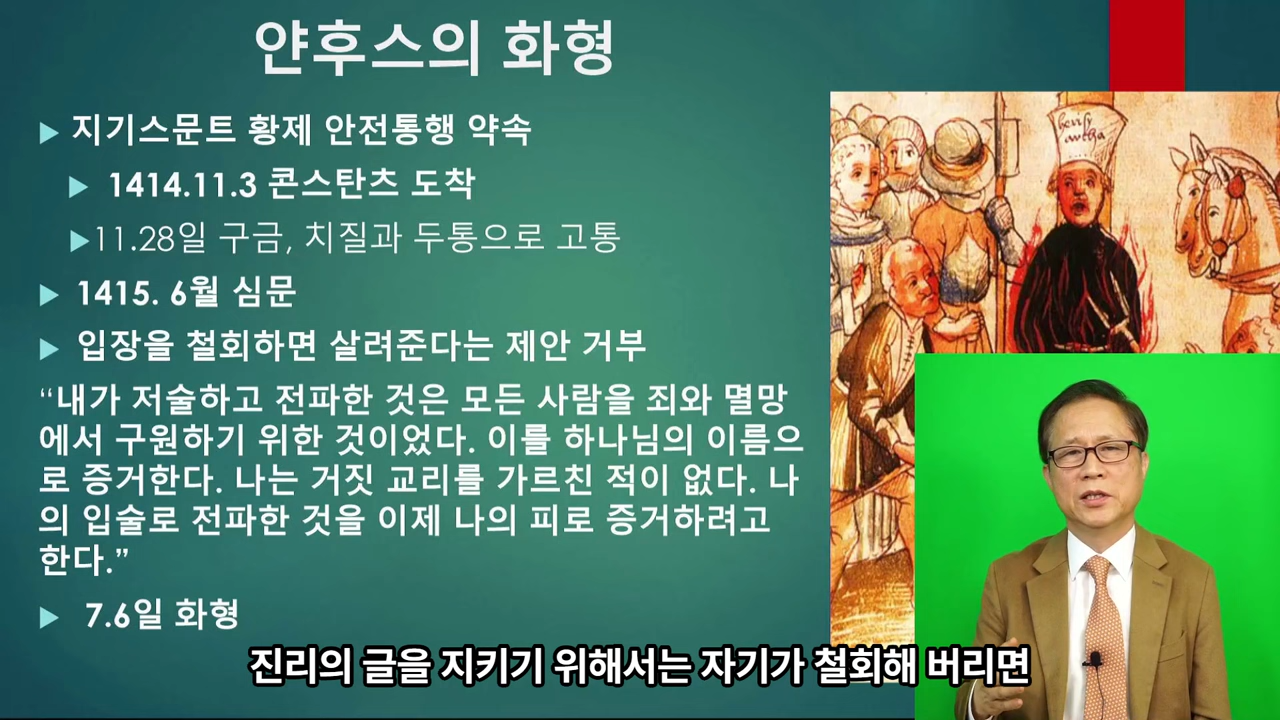 얀후스의 화형
지기스문트 황제 안전통행 약속
1414.11.3 콘스탄츠 도착
11.28일 구금, 치질과 두통으로 고통
1415. 6월 심문
입장을 철회하면 살려준다는 제안 거부
“내가 저술하고 전파한 것은 모든 사람을 죄와 멸망
에서 구원하기 위한 것이었다. 이를 하나님의 이름으
로 증거한다. 나는 거짓 교리를 가르친 적이 없다. 나
의 입술로 전파한 것을 이제 나의 피로 증거하려고
한다.”
7.6일 화형
진리의 글을 지키기 위해서는 자기가 철회해 버리면